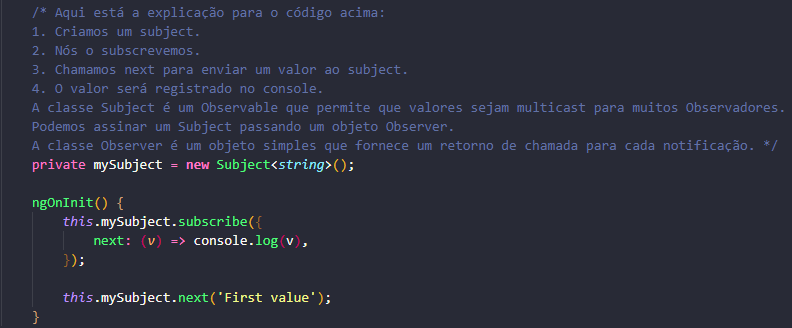 /* Aqui está a explicação para o código acima:
1. Criamos um subject.
2. Nós o subscrevemos.
3. Chamamos next para enviar um valor ao subject.
4. O valor será registrado no console.
A classe Subject é um Observable que permite que valores sejam multicast para muitos Observadores.
Podemos assinar um Subject passando um objeto Observer.
A classe Observer é um objeto simples que fornece um retorno de chamada para cada notificação. */
private mySubject = new Subject<string>();

ngOnInit() {
    this.mySubject.subscribe({
        next: (v) => console.log(v),
    });

    this.mySubject.next('First value');
}